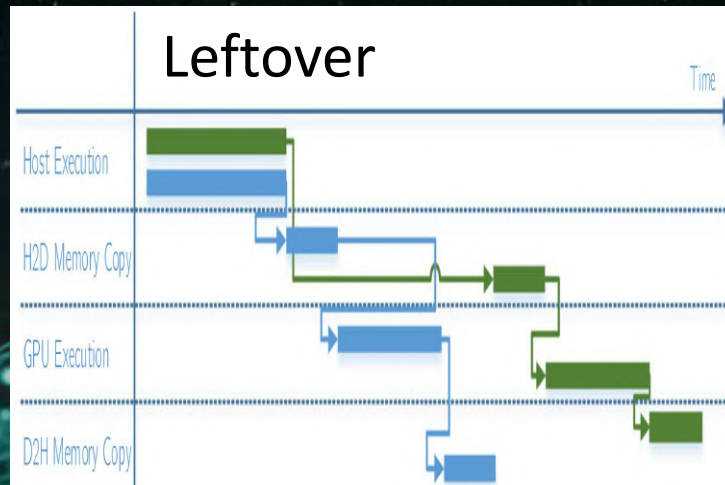 Leftover
Time
Host Execution
H2D Memory Copy
GPU Execution
D2H Memory Copy